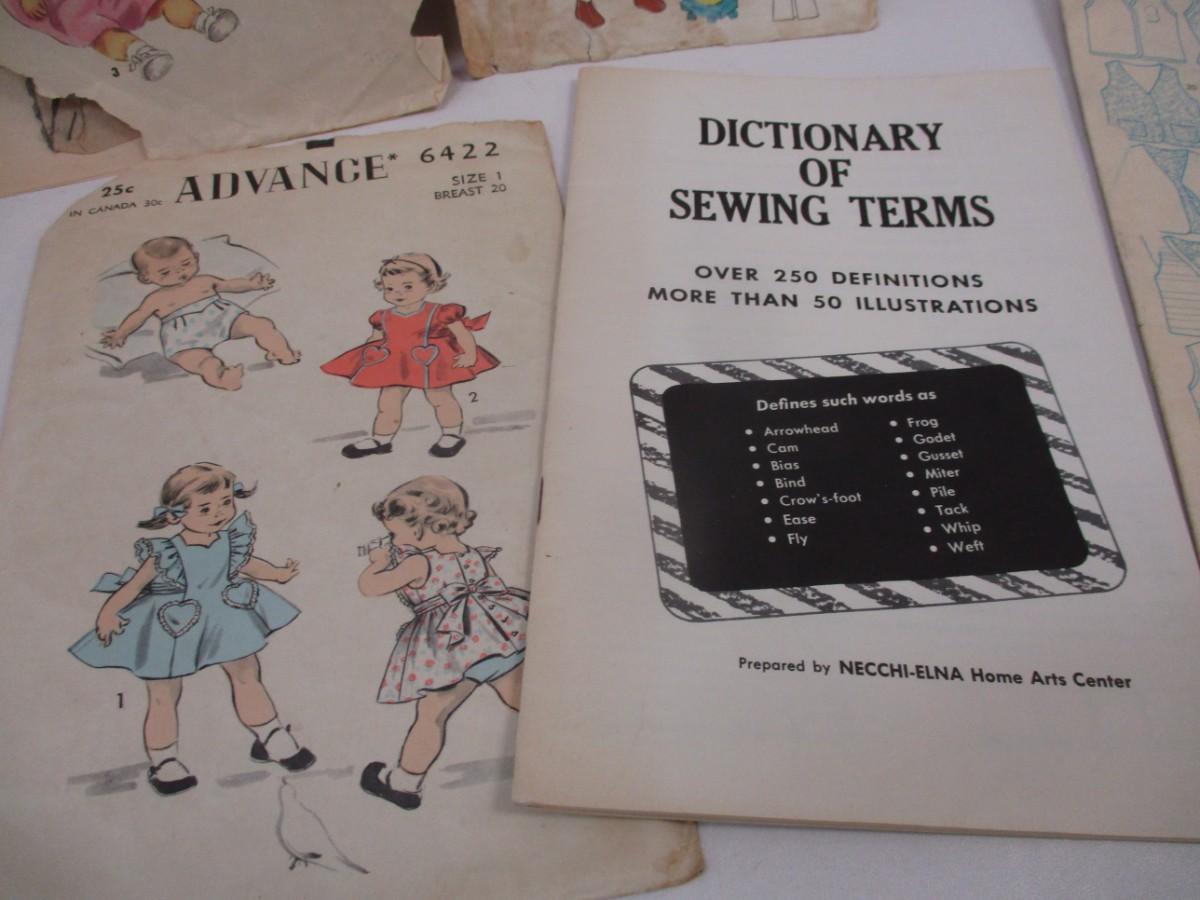 3
25c
IN CANADA 30c
ADVANCE* 6422
SIZE 1
BREAST 20
2
1
DICTIONARY
OF
SEWING TERMS
OVER 250 DEFINITIONS
MORE THAN 50 ILLUSTRATIONS
Defines such words as
• Arrowhead
• Cam
• Bias
• Bind
• Crow's-foot
• Ease
• Fly
• Frog
• Godet
• Gusset
• Miter
• Pile
• Tack
• Whip
• Weft
Prepared by NECCHI-ELNA Home Arts Center